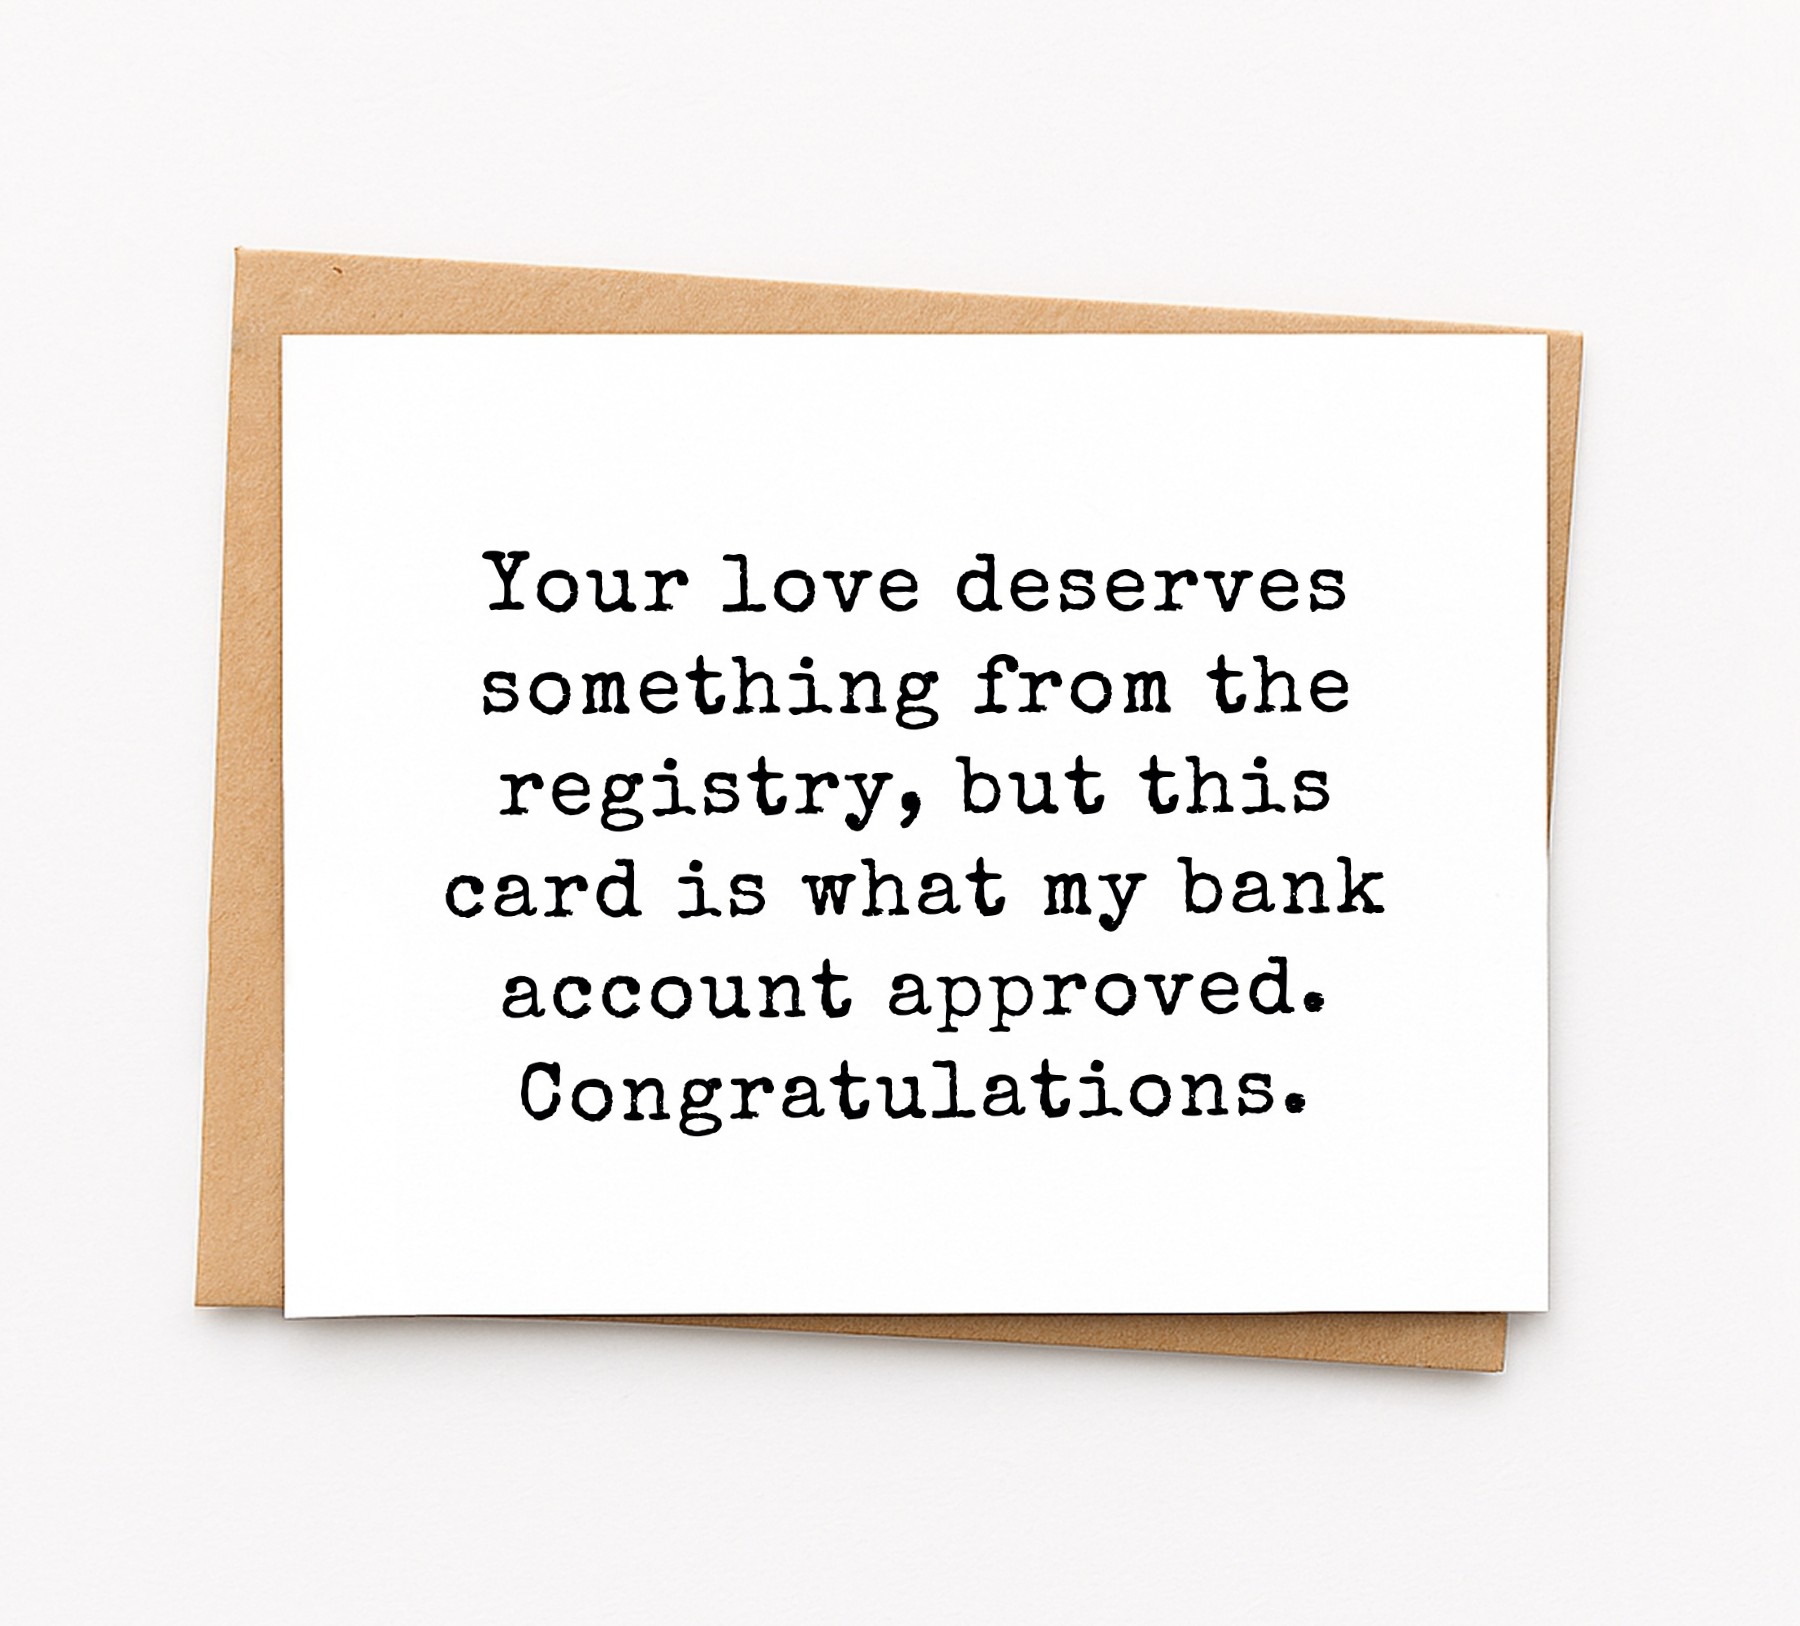 Your love deserves
something from the
registry, but this
card is what my bank
account approved.
Congratulations.